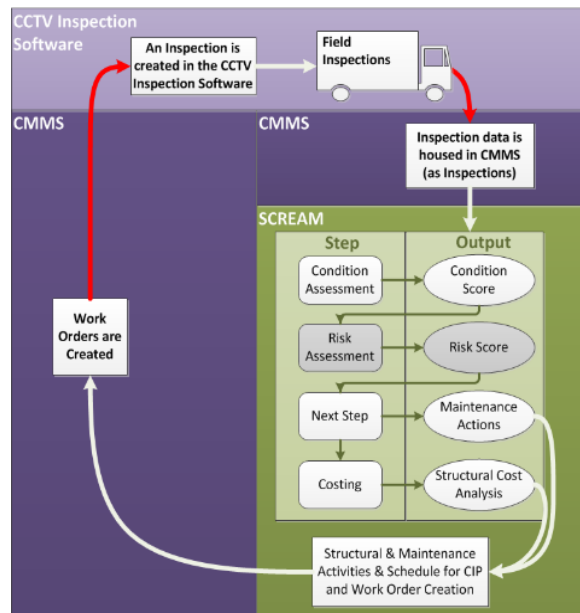 CCTV Inspection
Software
An Inspection is
created in the CCTV
Inspection Software
Field
Inspections
CMMS
CMMS
Inspection data is
housed in CMMS
(as Inspections)
SCREAM
Step
Output
Condition
Assessment
Condition
Score
Work
Orders are
Created
Risk
Assessment
Risk Score
Next Step
Maintenance
Actions
Costing
Structural Cost
Analysis
Structural & Maintenance
Activities & Schedule for CIP
and Work Order Creation